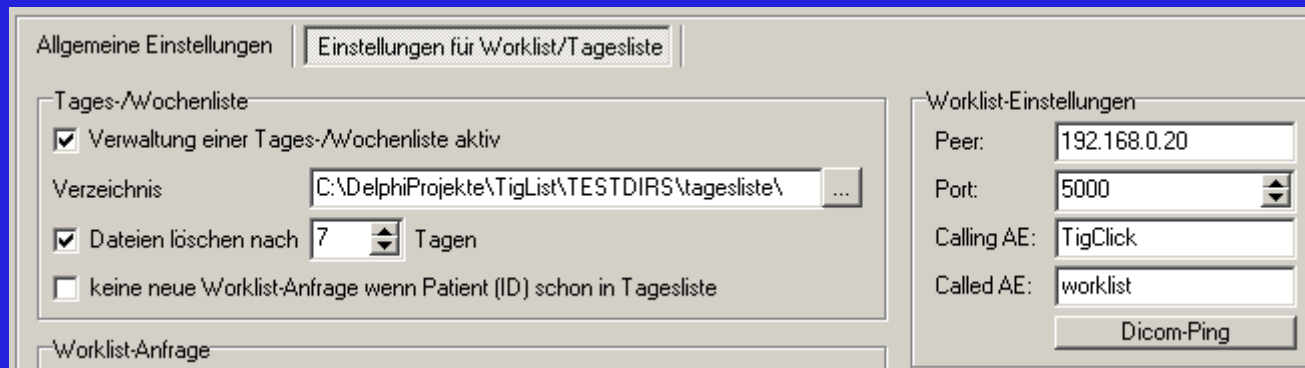 Allgemeine Einstellungen
Einstellungen für Worklist/Tagesliste
Tages-/Wochenliste
Verwaltung einer Tages-/Wochenliste aktiv
Verzeichnis C:\DelphiProjekte\TigList\TESTDIRS\tagesliste\ ...
Dateien löschen nach 7 Tagen
keine neue Worklist-Anfrage wenn Patient (ID) schon in Tagesliste
Worklist-Anfrage
Worklist-Einstellungen
Peer: 192.168.0.20
Port: 5000
Calling AE: TigClick
Called AE: worklist
Dicom-Ping